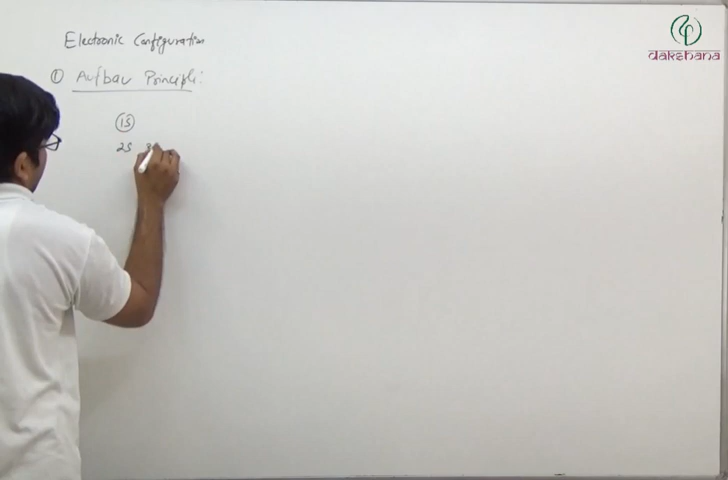 Electronic Configuration
① Aufbau Principle:
1S
2S
dakshana